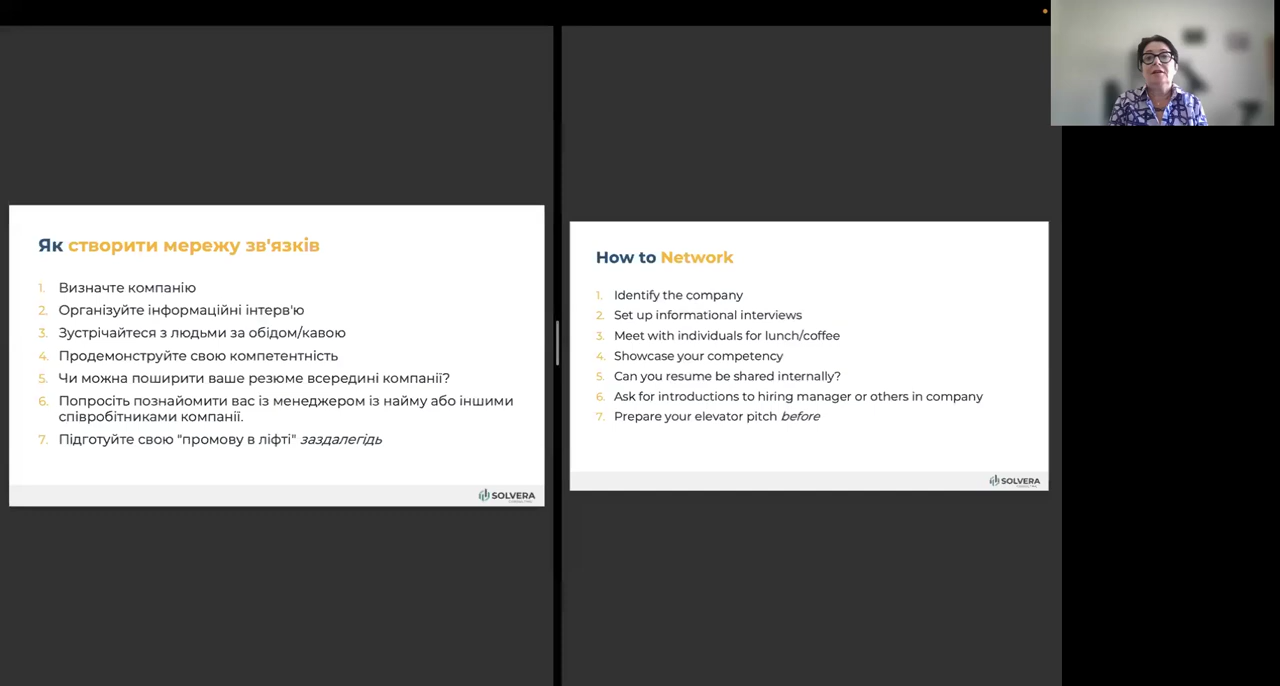 Як створити мережу зв'язків
1. Визначте компанію
2. Організуйте інформаційні інтерв'ю
3. Зустрічайтеся з людьми за обідом/кавою
4. Продемонструйте свою компетентність
5. Чи можна поширити ваше резюме всередині компанії?
6. Попросіть познайомити вас із менеджером із найму або іншими
співробітниками компанії.
7. Підготуйте свою "промову в ліфті" заздалегідь
SOLVERA
How to Network
1. Identify the company
2. Set up informational interviews
3. Meet with individuals for lunch/coffee
4. Showcase your competency
5. Can you resume be shared internally?
6. Ask for introductions to hiring manager or others in company
7. Prepare your elevator pitch before
SOLVERA